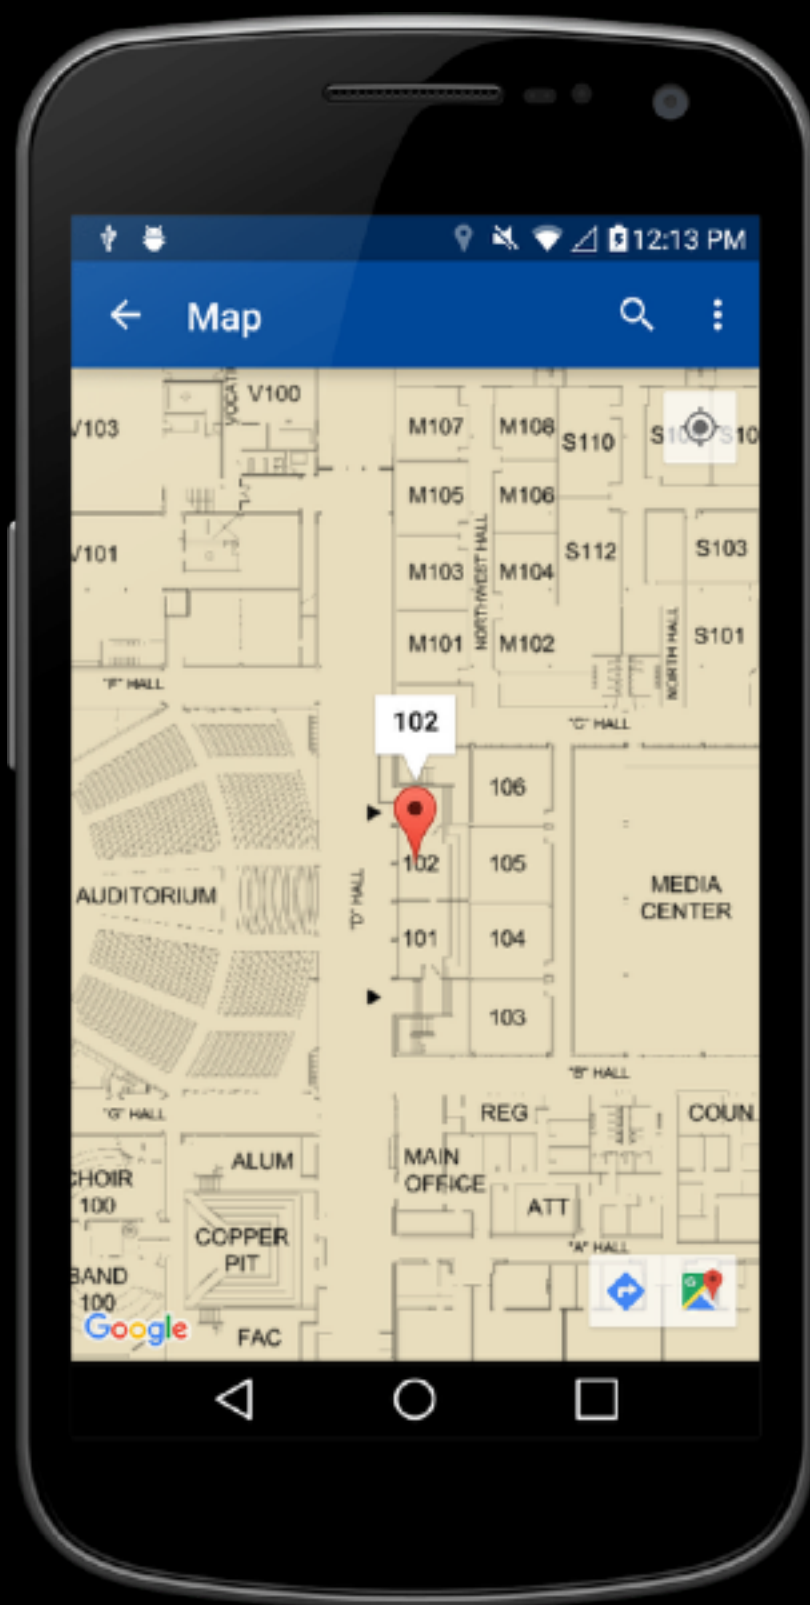 12:13 PM
Map
V100
V103
M107
M108
S110
M105
M106
V101
S112
S103
M103
M104
NORTHWEST HALL
M101
M102
S101
NORTH HALL
"F" HALL
102
"C" HALL
106
102
105
AUDITORIUM
MEDIA
CENTER
"D" HALL
101
104
103
"B" HALL
"G" HALL
REG
COUN
ALUM
MAIN
OFFICE
CHOIR
100
ATT
COPPER
PIT
"A" HALL
BAND
100
Google
FAC